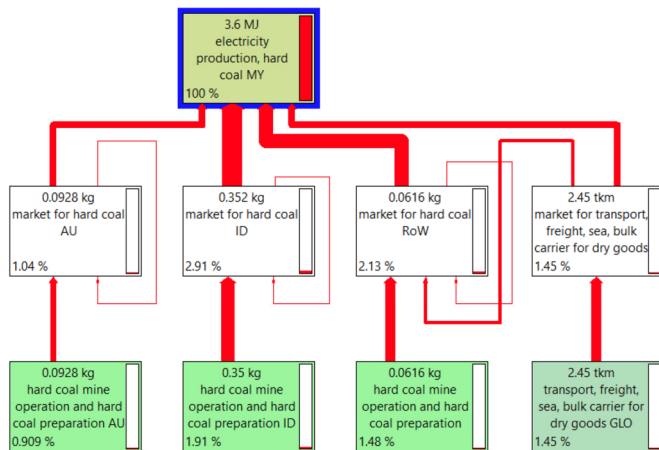 3.6 MJ
electricity
production, hard
coal MY
100 %
0.0928 kg
market for hard coal
AU
1.04 %
0.352 kg
market for hard coal
ID
2.91 %
0.0616 kg
market for hard coal
RoW
2.13 %
2.45 tkm
market for transport,
freight, sea, bulk
carrier for dry goods
1.45 %
0.0928 kg
hard coal mine
operation and hard
coal preparation AU
0.909 %
0.35 kg
hard coal mine
operation and hard
coal preparation ID
1.91 %
0.0616 kg
hard coal mine
operation and hard
coal preparation
1.48 %
2.45 tkm
transport, freight,
sea, bulk carrier for
dry goods GLO
1.45 %